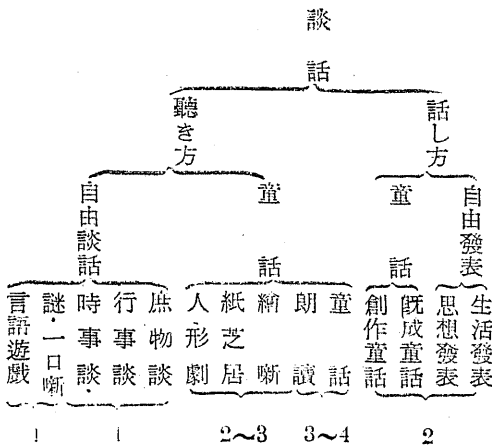 談話
話し方
聽き方
自由發表
童話
童話
自由談話
生活發表
思想發表
既成童話
創作童話
童話
朗讀
繪噺
紙芝居
人形劇
庶物談
行事談
時事談・
謎・一口噺
言語遊戯
2
3〜4
2〜3
1
1